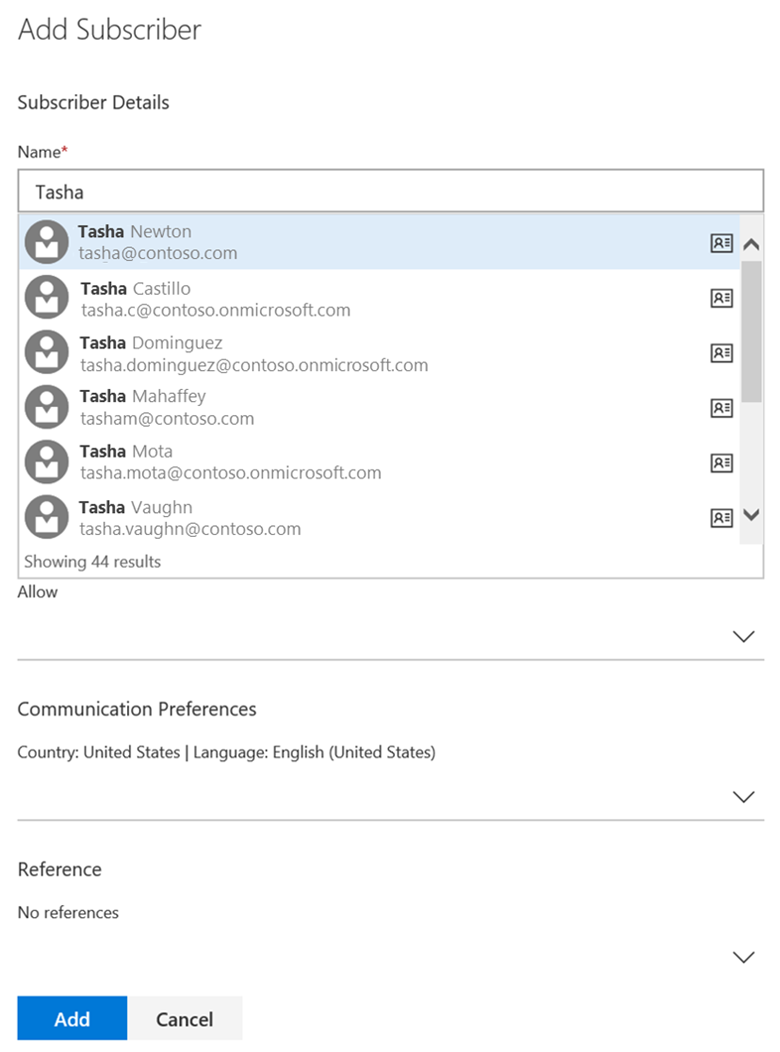 Add Subscriber
Subscriber Details
Name*
Tasha
Tasha Newton
tasha@contoso.com
Tasha Castillo
tasha.c@contoso.onmicrosoft.com
Tasha Dominguez
tasha.dominguez@contoso.onmicrosoft.com
Tasha Mahaffey
tasham@contoso.com
Tasha Mota
tasha.mota@contoso.onmicrosoft.com
Tasha Vaughn
tasha.vaughn@contoso.com
Showing 44 results
Allow
Communication Preferences
Country: United States | Language: English (United States)
Reference
No references
Add Cancel